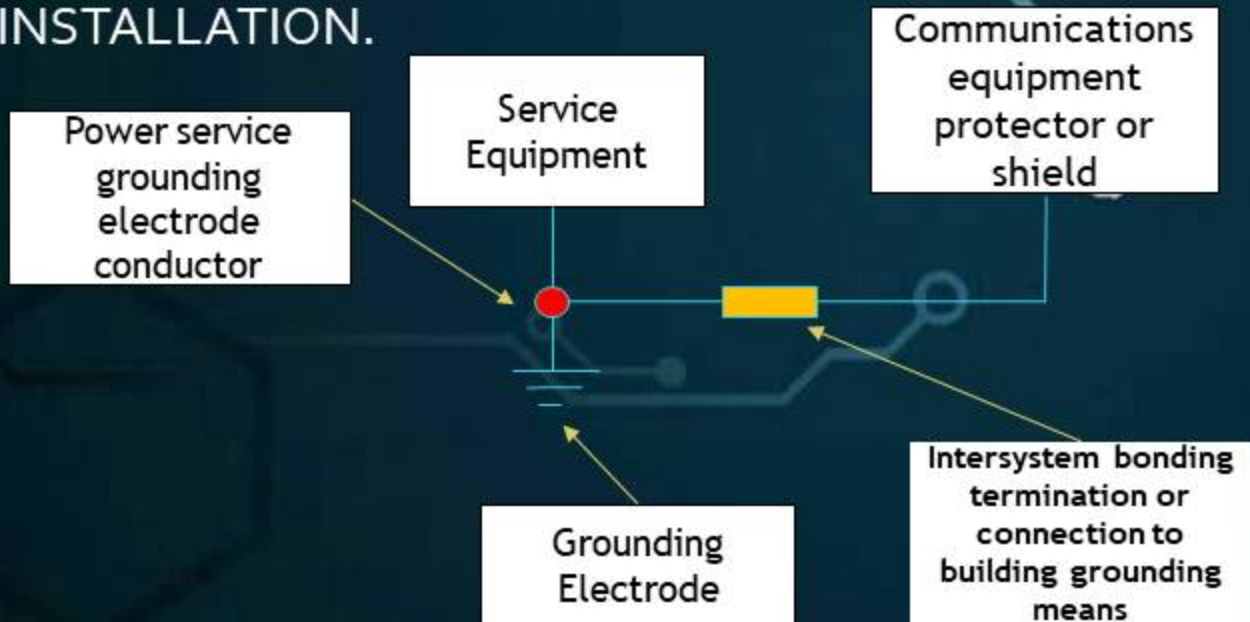 INSTALLATION.
Communications
equipment
protector or
shield
Service
Equipment
Power service
grounding
electrode
conductor
Intersystem bonding
termination or
connection to
building grounding
means
Grounding
Electrode